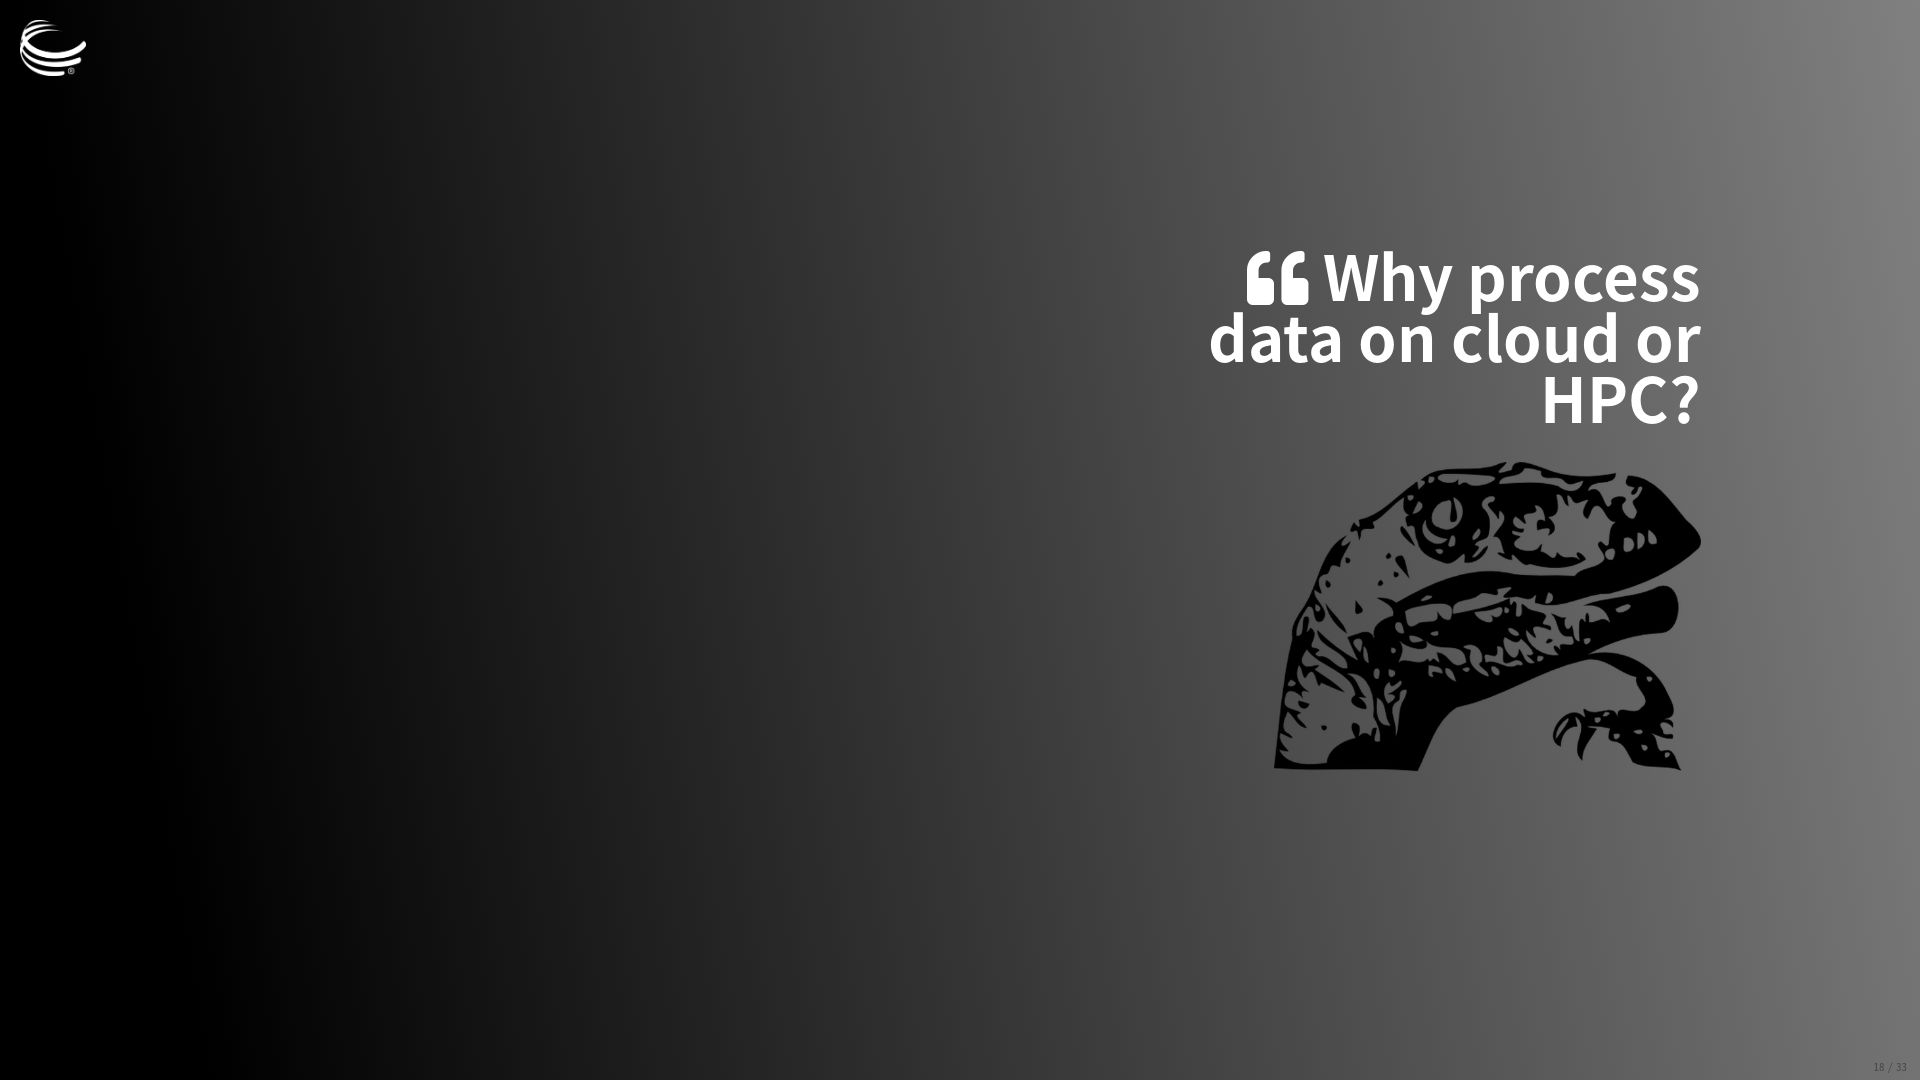 “ Why process
data on cloud or
HPC?
18 / 33